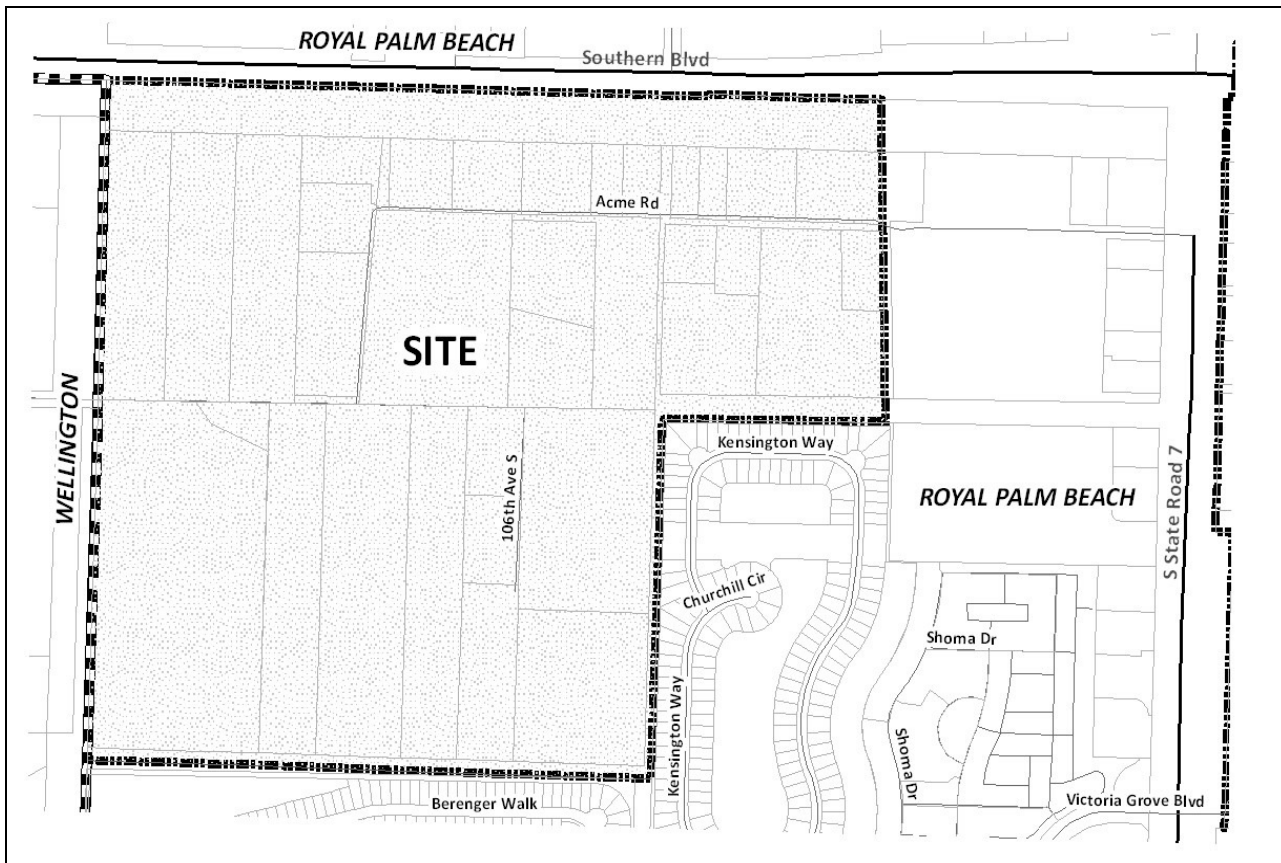 ROYAL PALM BEACH
Southern Blvd
Acme Rd
SITE
WELLINGTON
106th Ave S
Kensington Way
ROYAL PALM BEACH
S State Road 7
Churchill Cir
Shoma Dr
Kensington Way
Shoma Dr
Berenger Walk
Victoria Grove Blvd